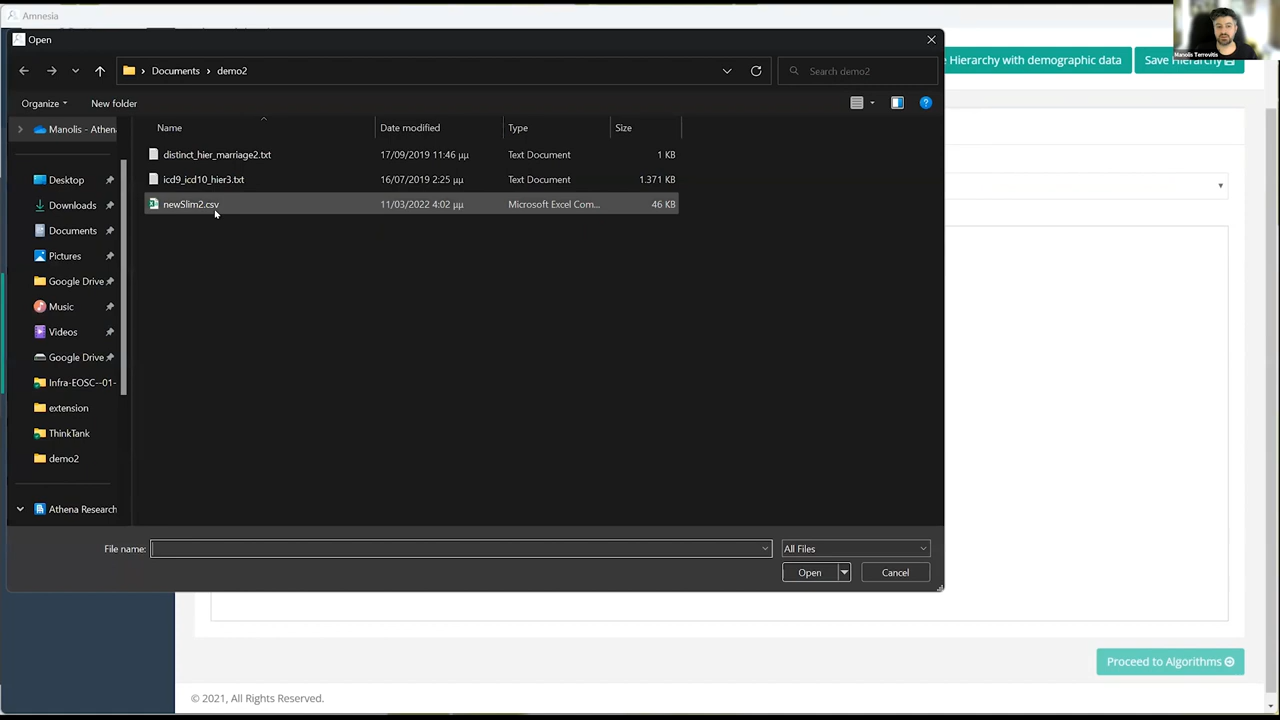 Amnesia
Manolis Terrovitis
Open
Documents
demo2
Search demo2
Hierarchy with demographic data
Save Hierarchy
Organize
New folder
Name
Date modified
Type
Size
Manolis - Athen
distinct_hier_marriage2.txt
17/09/2019 11:46 μμ
Text Document
1 KB
icd9_icd10_hier3.txt
16/07/2019 2:25 μμ
Text Document
1.371 KB
newSlim2.csv
11/03/2022 4:02 μμ
Microsoft Excel Com...
46 KB
Desktop
Downloads
Documents
Pictures
Google Drive
Music
Videos
Google Drive
Infra-EOSC--01-
extension
ThinkTank
demo2
Athena Research
File name:
All Files
Open
Cancel
Proceed to Algorithms
© 2021, All Rights Reserved.